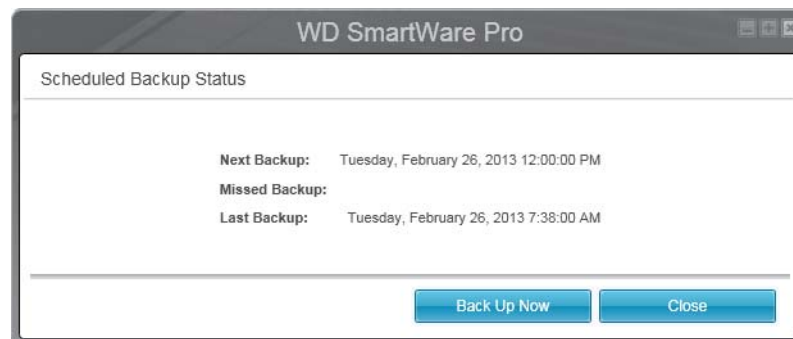 WD SmartWare Pro
Scheduled Backup Status
Next Backup: Tuesday, February 26, 2013 12:00:00 PM
Missed Backup:
Last Backup: Tuesday, February 26, 2013 7:38:00 AM
Back Up Now Close